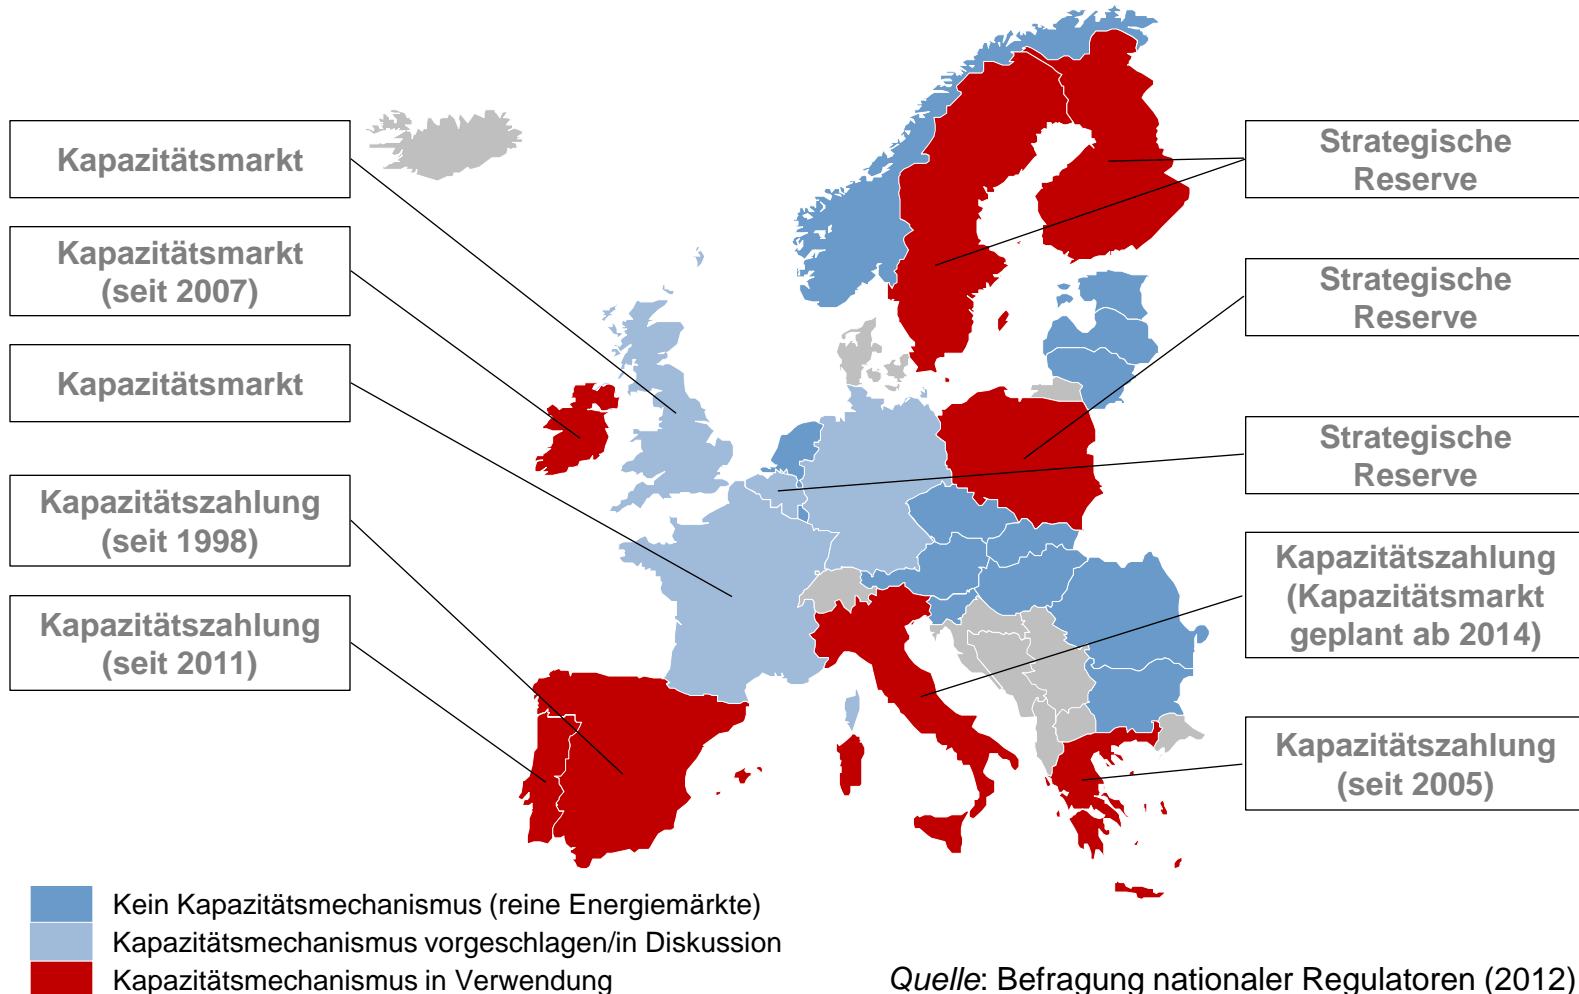 Kapazitätsmarkt
Kapazitätsmarkt
(seit 2007)
Kapazitätsmarkt
Kapazitätszahlung
(seit 1998)
Kapazitätszahlung
(seit 2011)
Strategische
Reserve
Strategische
Reserve
Strategische
Reserve
Kapazitätszahlung
(Kapazitätsmarkt
geplant ab 2014)
Kapazitätszahlung
(seit 2005)
Kein Kapazitätsmechanismus (reine Energiemärkte)
Kapazitätsmechanismus vorgeschlagen/in Diskussion
Kapazitätsmechanismus in Verwendung
Quelle: Befragung nationaler Regulatoren (2012)